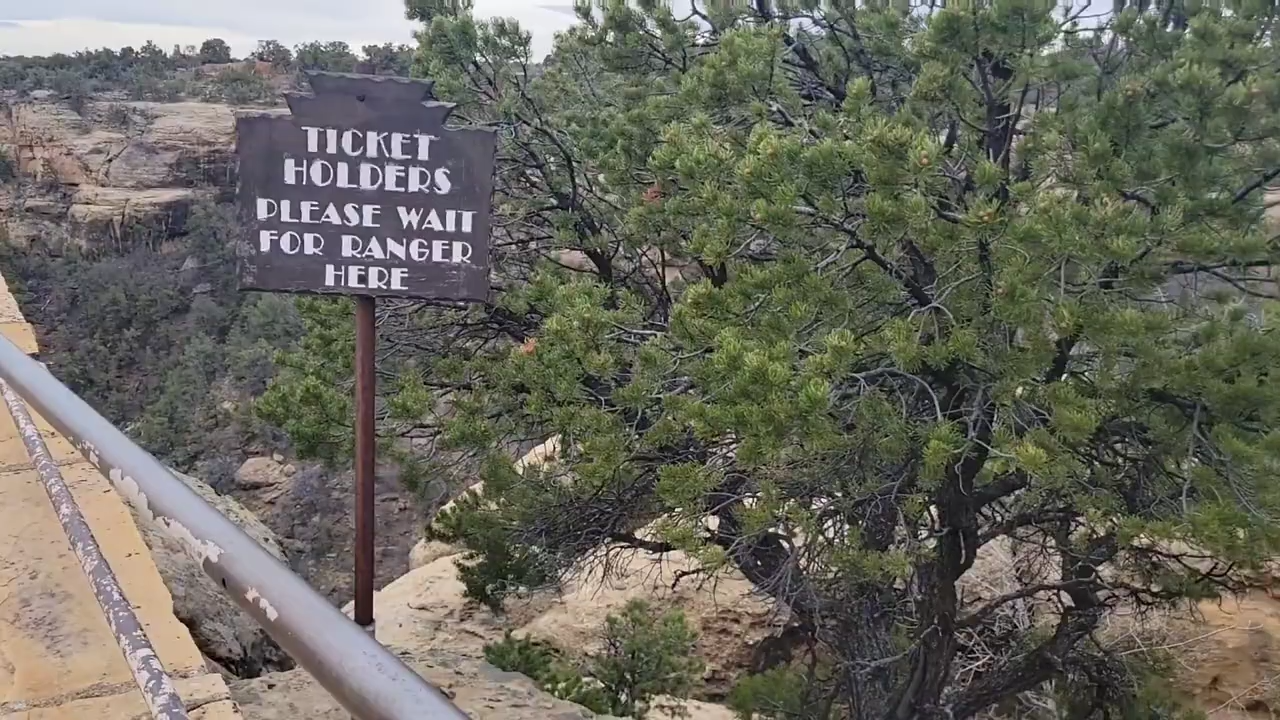 TICKET
HOLDERS
PLEASE WAIT
FOR RANGER
HERE